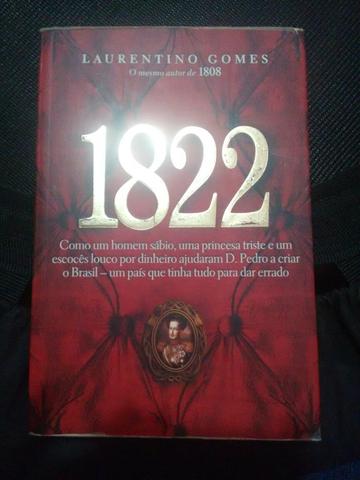 LAURENTINO GOMES
O mesmo autor de 1808
1822
Como um homem sábio, uma princesa triste e um
escocês louco por dinheiro ajudaram D. Pedro a criar
o Brasil – um país que tinha tudo para dar errado